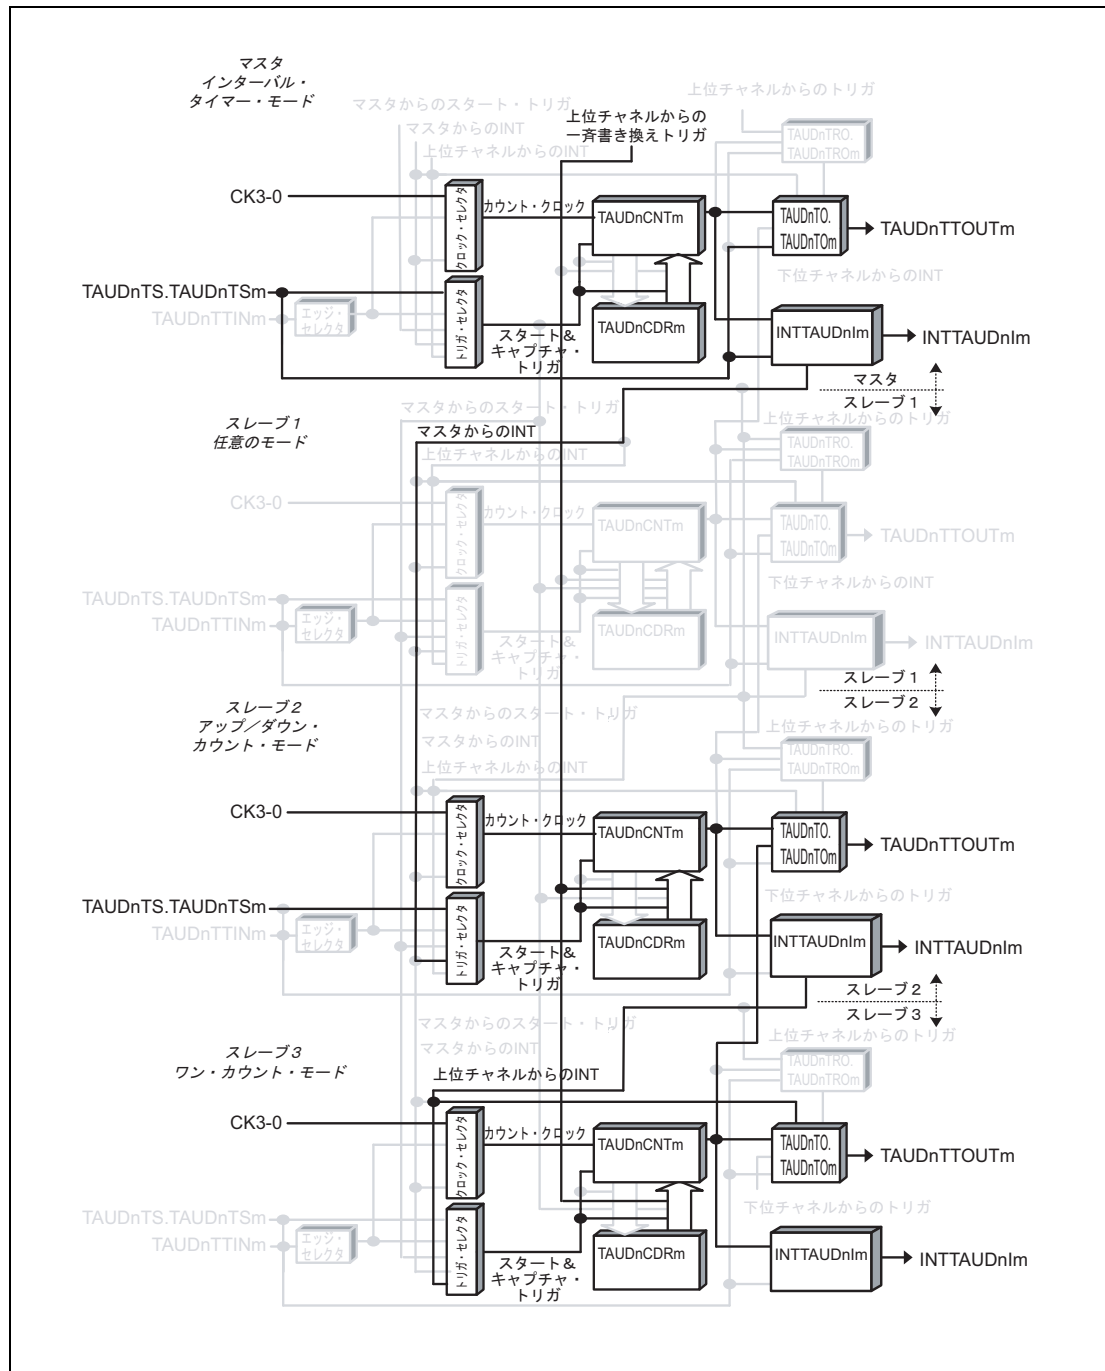 マスタ
インターバル・
タイマー・モード
マスタからのスタート・トリガ
マスタからのINT
上位チャネルからのINT
上位チャネルからの
一斉書き換えトリガ
上位チャネルからのトリガ
TAUDnTRO.
TAUDnTROm
CK3-0
クロック・セレクタ
カウント・クロック
TAUDnCNTm
TAUDnTO.
TAUDnTOm
TAUDnTTOUTm
下位チャネルからのINT
TAUDnTS.TAUDnTSm
TAUDnTTINm
エッジ・
セレクタ
トリガ・セレクタ
スタート&
キャプチャ・
トリガ
TAUDnCDRm
INTTAUDnIm
INTTAUDnIm
マスタ
スレーブ1
スレーブ1
任意のモード
マスタからのスタート・トリガ
マスタからのINT
上位チャネルからのINT
上位チャネルからのトリガ
TAUDnTRO.
TAUDnTROm
CK3-0
クロック・セレクタ
カウント・クロック
TAUDnCNTm
TAUDnTO.
TAUDnTOm
TAUDnTTOUTm
下位チャネルからのINT
TAUDnTS.TAUDnTSm
TAUDnTTINm
エッジ・
セレクタ
トリガ・セレクタ
スタート&
キャプチャ・
トリガ
TAUDnCDRm
INTTAUDnIm
INTTAUDnIm
スレーブ1
スレーブ2
スレーブ2
アップ／ダウン・
カウント・モード
マスタからのスタート・トリガ
マスタからのINT
上位チャネルからのINT
上位チャネルからのトリガ
TAUDnTRO.
TAUDnTROm
CK3-0
クロック・セレクタ
カウント・クロック
TAUDnCNTm
TAUDnTO.
TAUDnTOm
TAUDnTTOUTm
下位チャネルからのトリガ
TAUDnTS.TAUDnTSm
TAUDnTTINm
エッジ・
セレクタ
トリガ・セレクタ
スタート&
キャプチャ・
トリガ
TAUDnCDRm
INTTAUDnIm
INTTAUDnIm
スレーブ2
スレーブ3
スレーブ3
ワン・カウント・モード
マスタからのスタート・トリガ
マスタからのINT
上位チャネルからのINT
上位チャネルからのトリガ
TAUDnTRO.
TAUDnTROm
CK3-0
クロック・セレクタ
カウント・クロック
TAUDnCNTm
TAUDnTO.
TAUDnTOm
TAUDnTTOUTm
下位チャネルからのトリガ
TAUDnTS.TAUDnTSm
TAUDnTTINm
エッジ・
セレクタ
トリガ・セレクタ
スタート&
キャプチャ・
トリガ
TAUDnCDRm
INTTAUDnIm
INTTAUDnIm